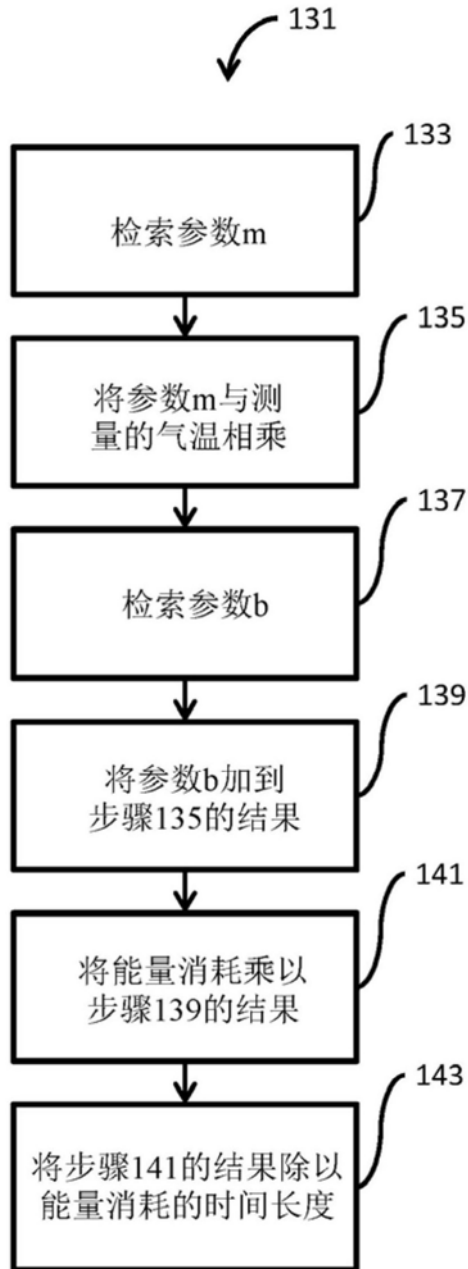 131
133
检索参数m
135
将参数m与测
量的气温相乘
137
检索参数b
139
将参数b加到
步骤135的结果
141
将能量消耗乘以
步骤139的结果
143
将步骤141的结果除以
能量消耗的时间长度